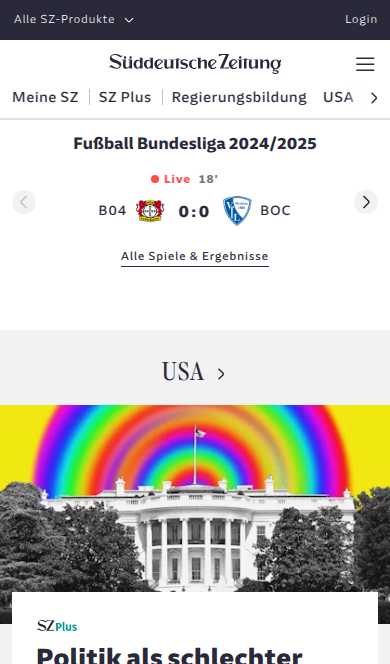 Alle SZ-Produkte
Login
Süddeutsche Zeitung
Meine SZ
SZ Plus
Regierungsbildung
USA
Fußball Bundesliga 2024/2025
Live 18'
B04 0:0 BOC
Alle Spiele & Ergebnisse
USA
SZ Plus
Politik als schlechter